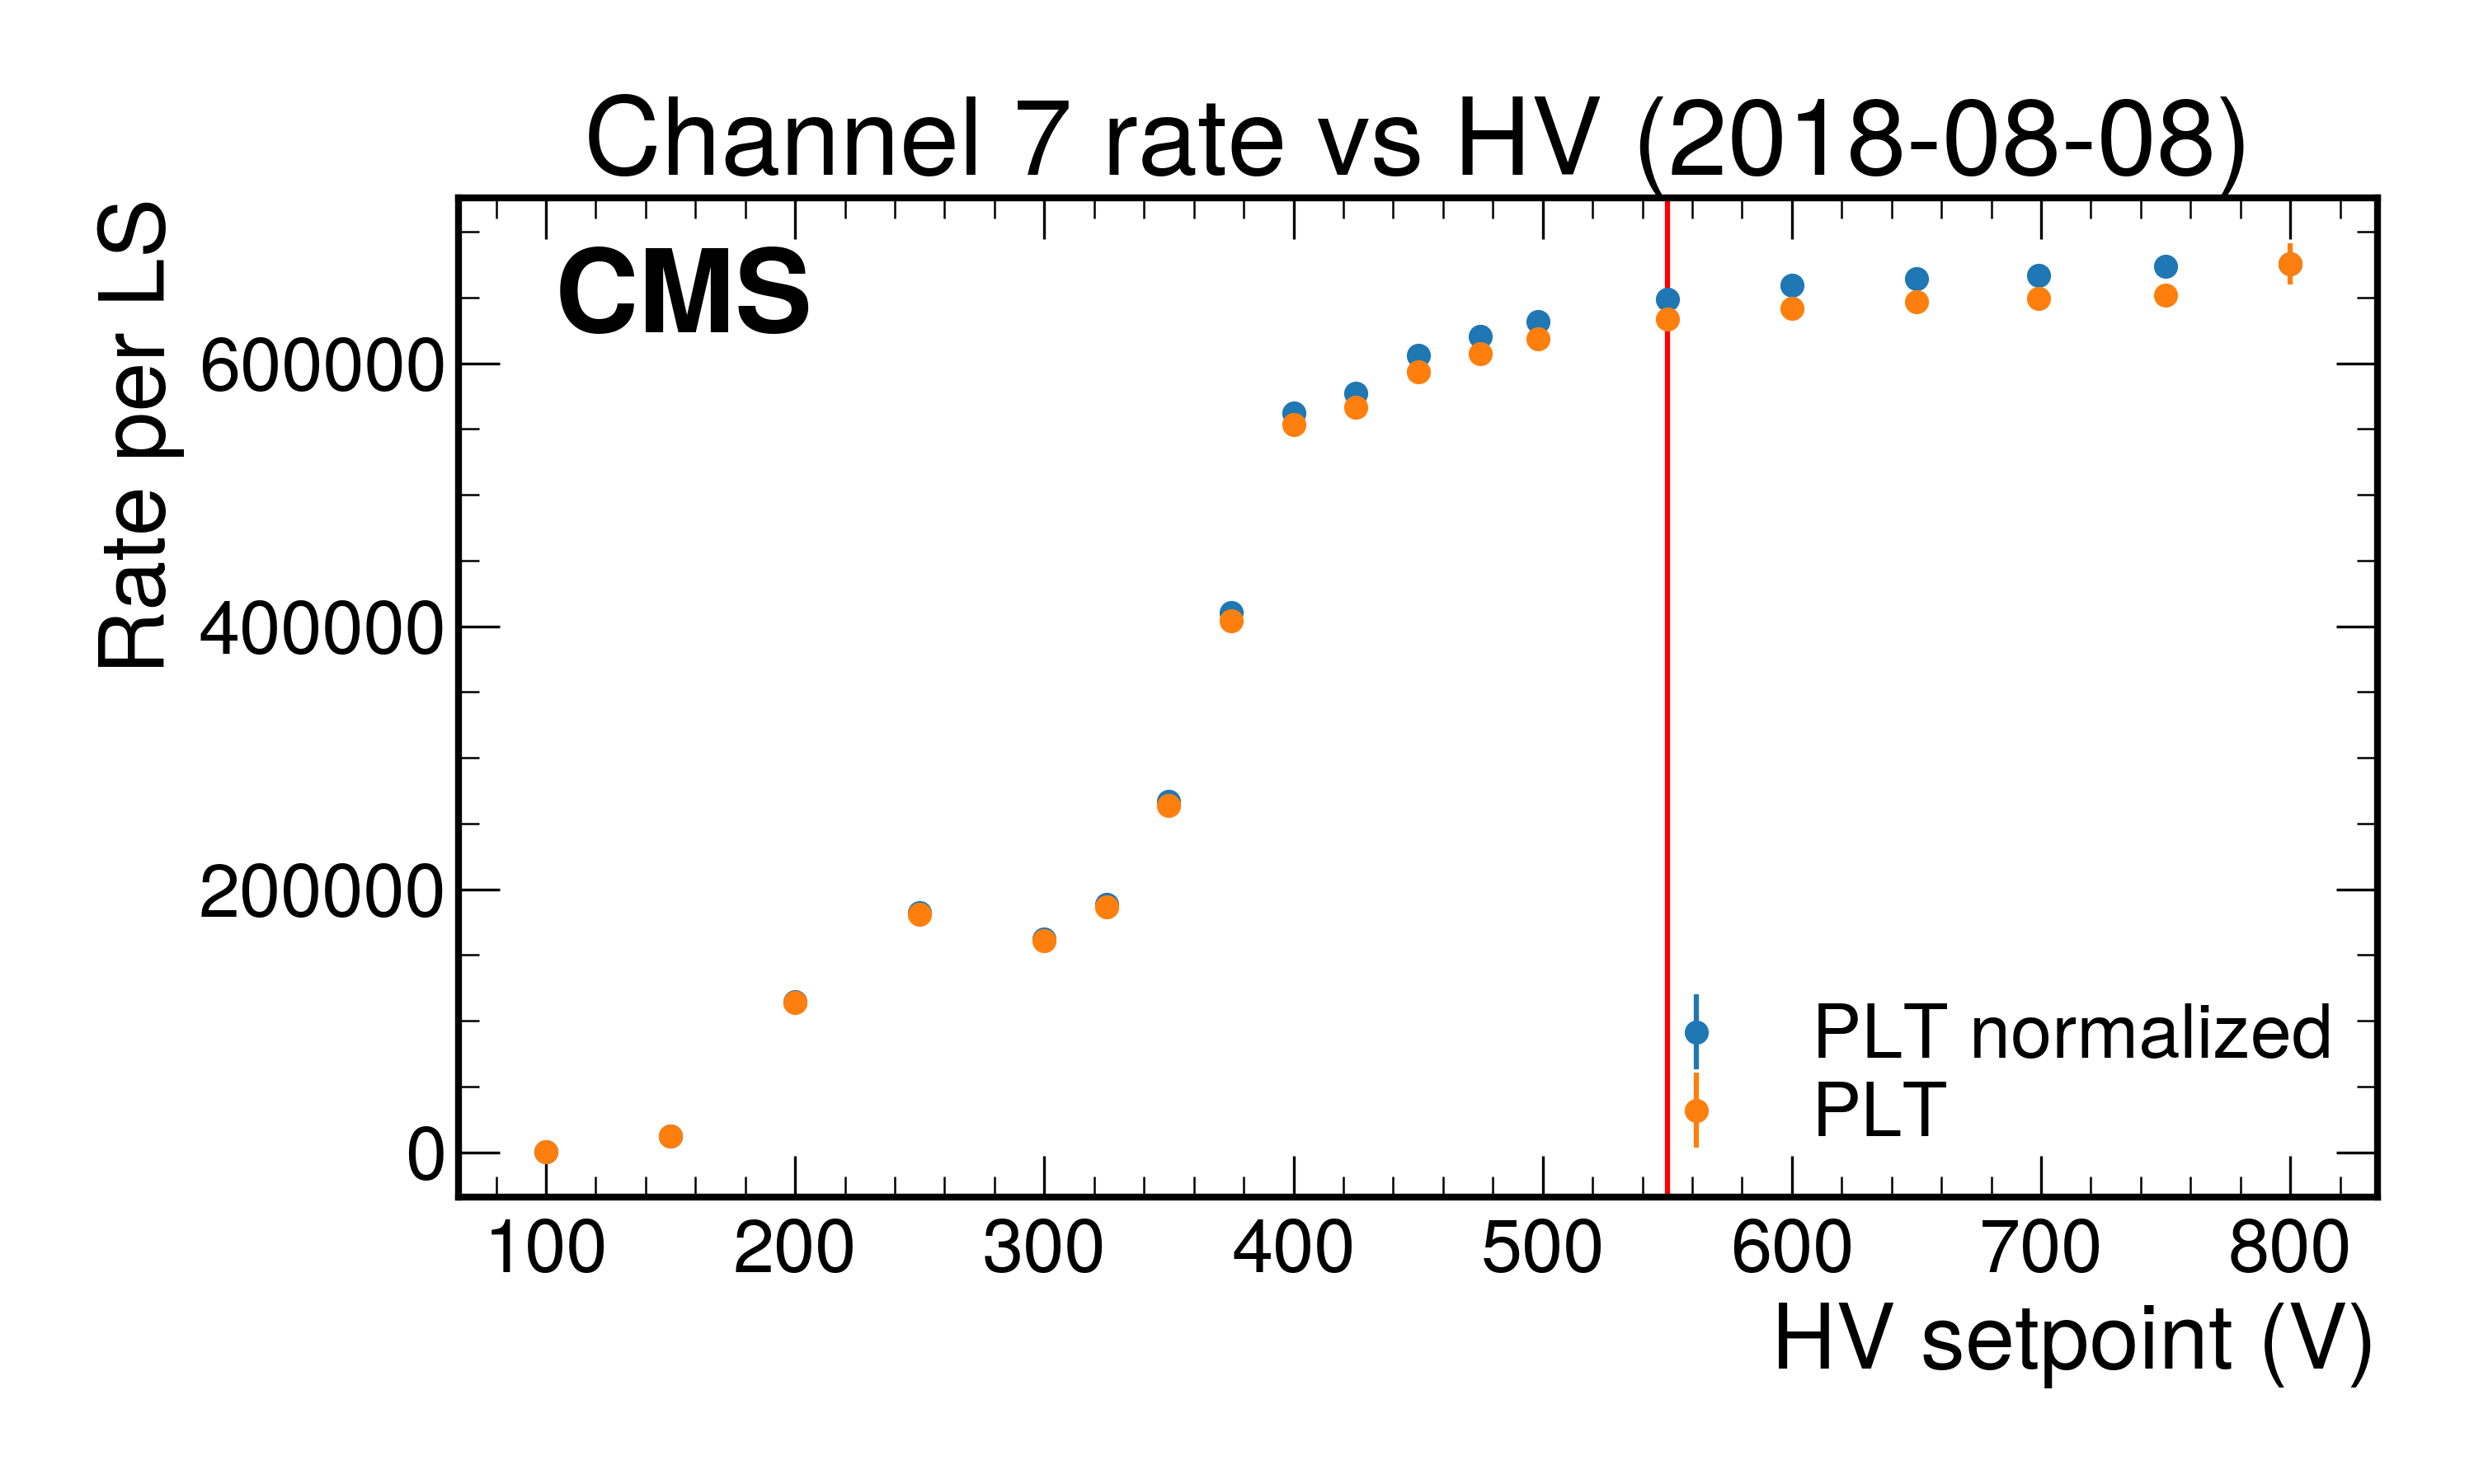 Channel 7 rate vs HV (2018-08-08)
CMS
Rate per LS
600000
400000
200000
0
PLT normalized
PLT
100 200 300 400 500 600 700 800
HV setpoint (V)